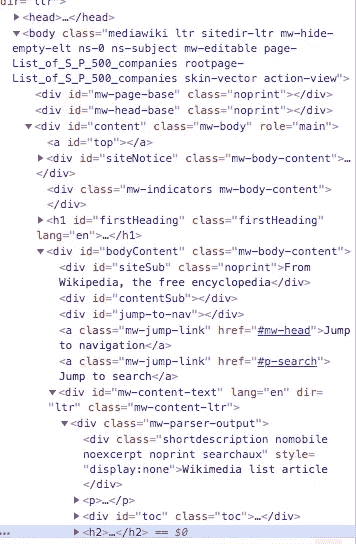 dir="ltr">
▶<head>…</head>
▼<body class="mediawiki ltr sitedir-ltr mw-hide-
empty-elt ns-0 ns-subject mw-editable page-
List_of_S_P_500_companies rootpage-
List_of_S_P_500_companies skin-vector action-view">
<div id="mw-page-base" class="noprint"></div>
<div id="mw-head-base" class="noprint"></div>
▼<div id="content" class="mw-body" role="main">
<a id="top"></a>
▶<div id="siteNotice" class="mw-body-content">…
</div>
<div class="mw-indicators mw-body-content">
</div>
▶<h1 id="firstHeading" class="firstHeading"
lang="en">…</h1>
▼<div id="bodyContent" class="mw-body-content">
<div id="siteSub" class="noprint">From
Wikipedia, the free encyclopedia</div>
<div id="contentSub"></div>
<div id="jump-to-nav"></div>
<a class="mw-jump-link" href="#mw-head">Jump
to navigation</a>
<a class="mw-jump-link" href="#p-search">
Jump to search</a>
▼<div id="mw-content-text" lang="en" dir=
"ltr" class="mw-content-ltr">
▼<div class="mw-parser-output">
<div class="shortdescription nomobile
noexcerpt noprint searchaux" style=
"display:none">Wikimedia list article
</div>
▶<p>…</p>
▶<div id="toc" class="toc">…</div>
… ▶<h2>…</h2> == $0